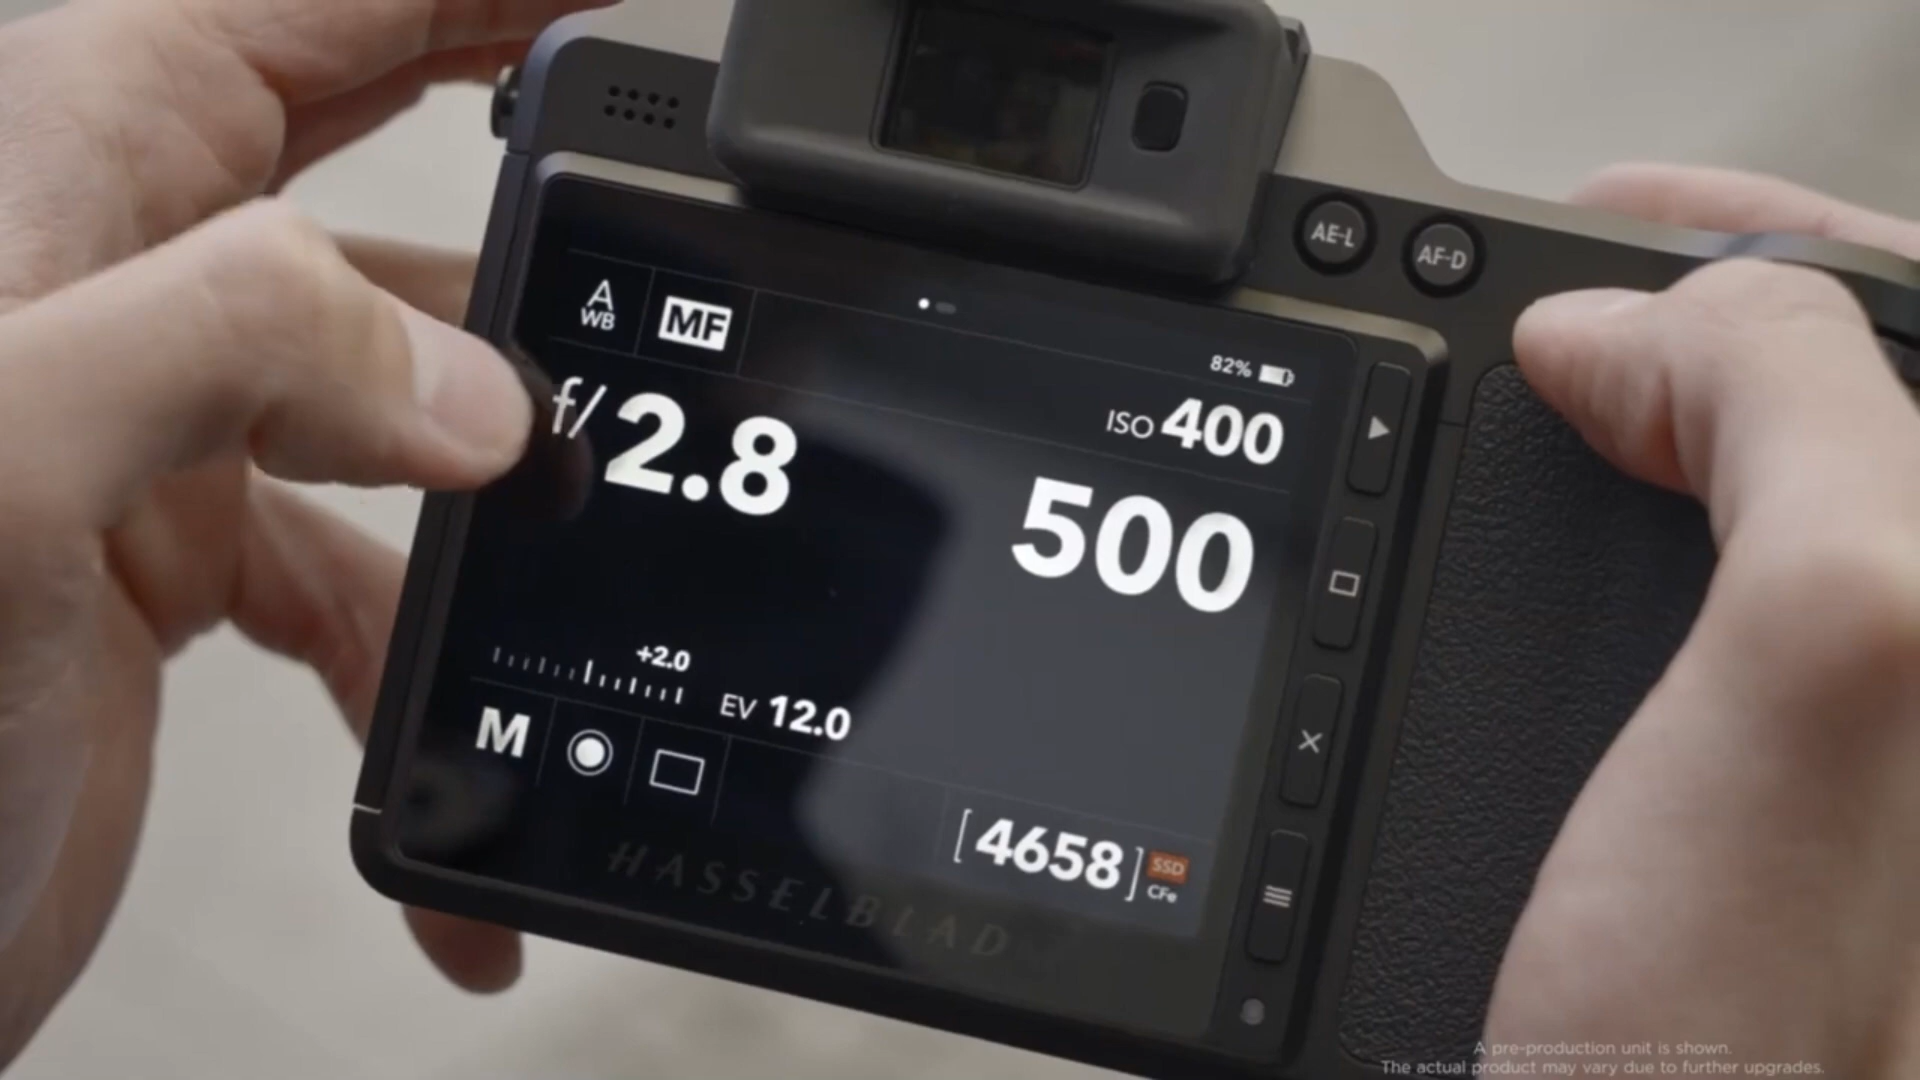 AE-L
AF-D
A
WB
MF
82%
f/2.8
ISO 400
500
+2.0
EV 12.0
M
[4658]
SSD
CFe
HASSELBLAD
A pre-production unit is shown.
The actual product may vary due to further upgrades.